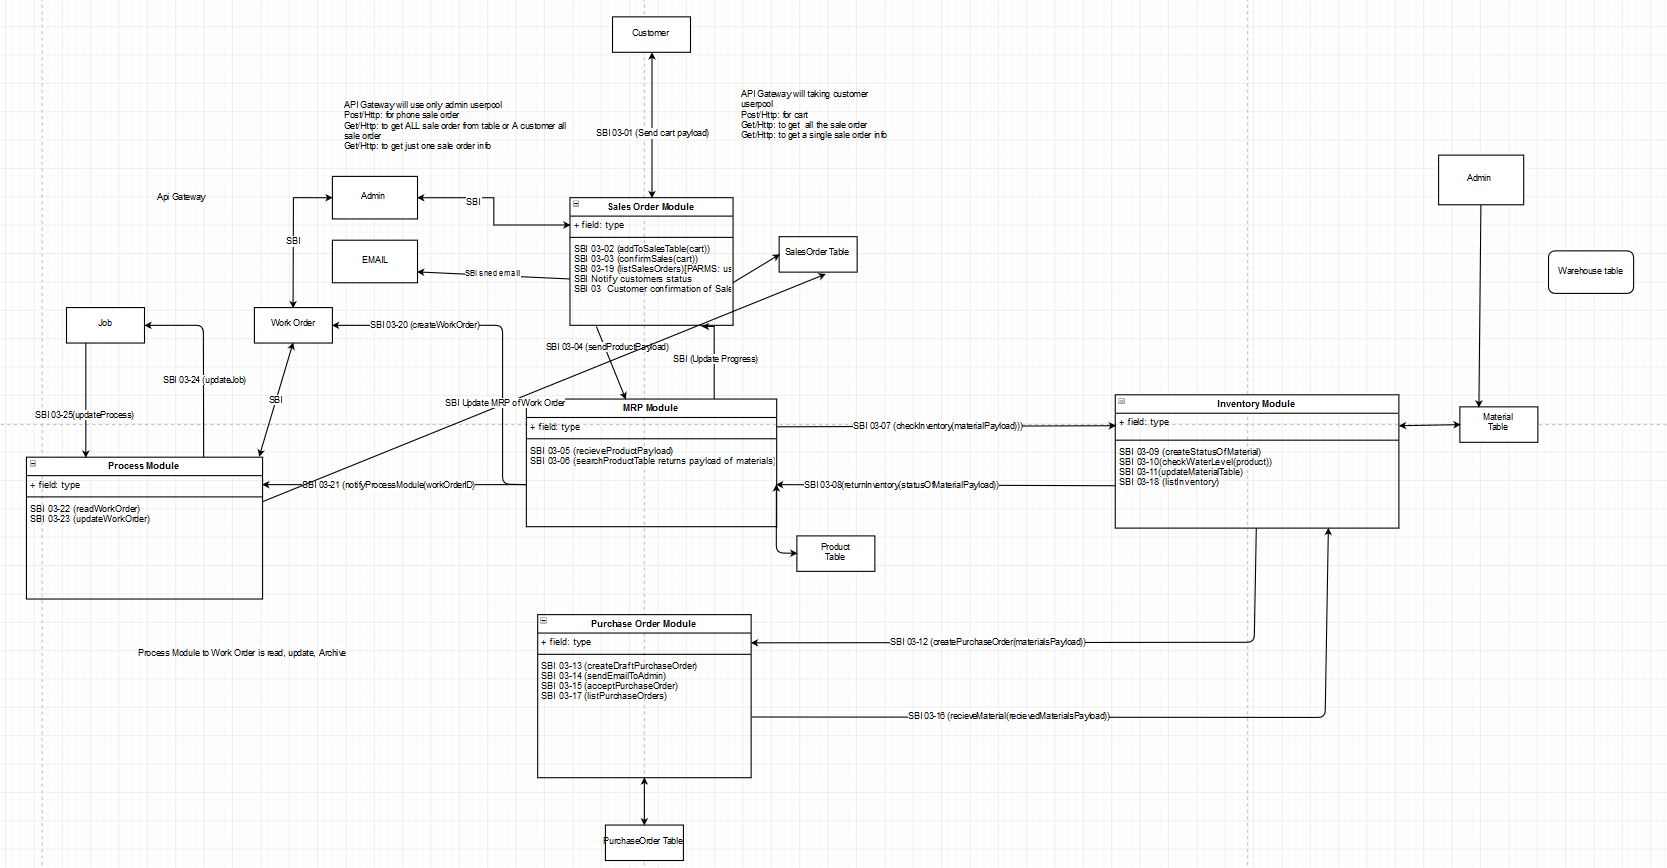 Customer
API Gateway will use only admin userpool
Post/Http: for phone sale order
Get/Http: to get ALL sale order from table or A customer all
sale order
Get/Http: to get just one sale order info
API Gateway will taking customer
userpool
Post/Http: for cart
Get/Http: to get all the sale order
Get/Http: to get a single sale order info
SBI 03-01 (Send cart payload)
Api Gateway
Admin
SBI
SBI
EMAIL
SBI sned email
Sales Order Module
+ field: type
SBI 03-02 (addToSalesTable(cart))
SBI 03-03 (confirmSales(cart))
SBI 03-19 (listSalesOrders)[PARMS: us
SBI Notify customers status
SBI 03 Customer confirmation of Sale
SalesOrder Table
Admin
Warehouse table
Job
Work Order
SBI 03-20 (createWorkOrder)
SBI 03-04 (sendProductPayload)
SBI (Update Progress)
SBI 03-24 (updateJob)
SBI
SBI 03-25(updateProcess)
SBI Update MRP of Work Order
MRP Module
+ field: type
SBI 03-05 (recieveProductPayload)
SBI 03-06 (searchProductTable returns payload of materials)
SBI 03-07 (checkInventory(materialPayload)))
Inventory Module
+ field: type
SBI 03-09 (createStatusOfMaterial)
SBI 03-10(checkWaterLevel(product))
SBI 03-11(updateMaterialTable)
SBI 03-18 (listInventory)
Material
Table
Process Module
+ field: type
SBI 03-22 (readWorkOrder)
SBI 03-23 (updateWorkOrder)
SBI 03-21 (notifyProcessModule(workOrderID)
SBI 03-08(returnInventory(statusOfMaterialPayload))
Product
Table
Process Module to Work Order is read, update, Archive
Purchase Order Module
+ field: type
SBI 03-13 (createDraftPurchaseOrder)
SBI 03-14 (sendEmailToAdmin)
SBI 03-15 (acceptPurchaseOrder)
SBI 03-17 (listPurchaseOrders)
SBI 03-12 (createPurchaseOrder(materialsPayload))
SBI 03-16 (recieveMaterial(recievedMaterialsPayload))
PurchaseOrder Table